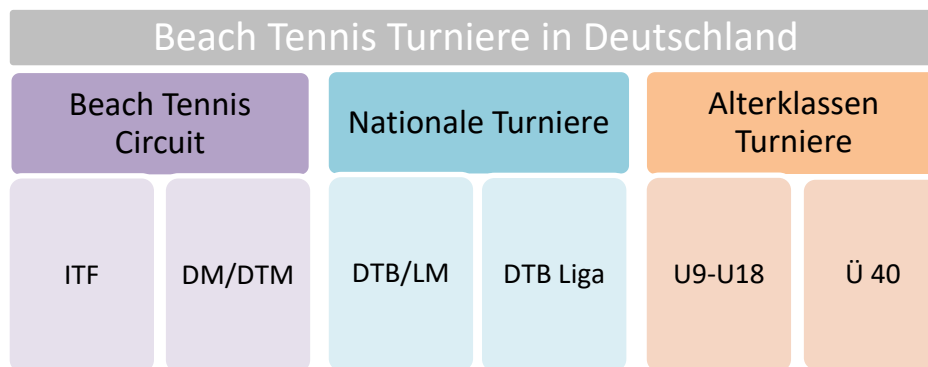 Beach Tennis Turniere in Deutschland
Beach Tennis
Circuit
Nationale Turniere
Alterklassen
Turniere
ITF
DM/DTM
DTB/LM
DTB Liga
U9-U18
Ü 40